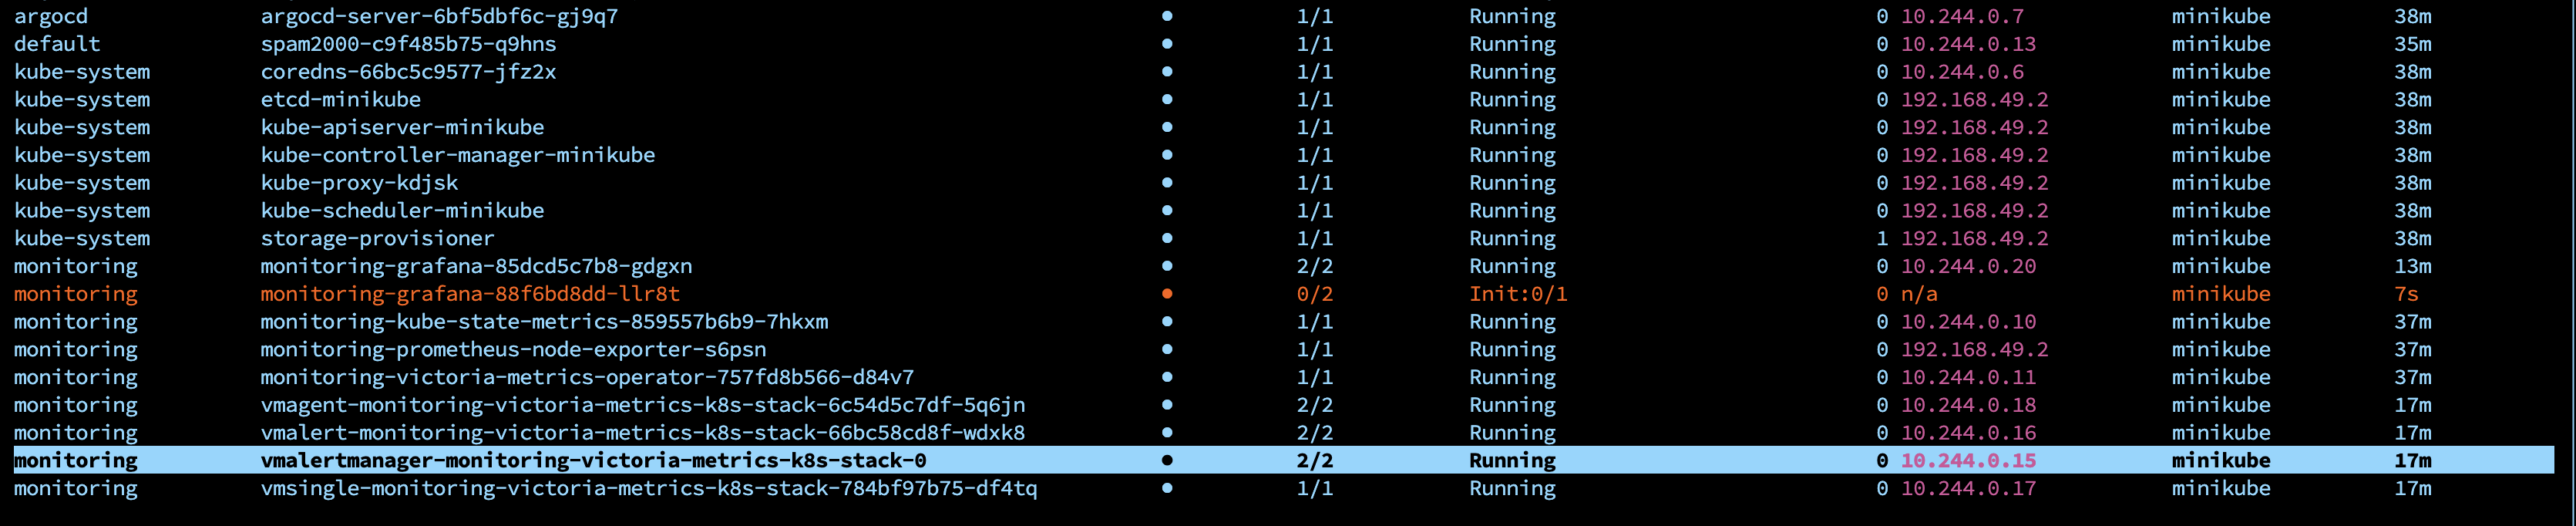 argocd argocd-server-6bf5dbf6c-gj9q7 ● 1/1 Running 0 10.244.0.7 minikube 38m
default spam2000-c9f485b75-q9hns ● 1/1 Running 0 10.244.0.13 minikube 35m
kube-system coredns-66bc5c9577-jfz2x ● 1/1 Running 0 10.244.0.6 minikube 38m
kube-system etcd-minikube ● 1/1 Running 0 192.168.49.2 minikube 38m
kube-system kube-apiserver-minikube ● 1/1 Running 0 192.168.49.2 minikube 38m
kube-system kube-controller-manager-minikube ● 1/1 Running 0 192.168.49.2 minikube 38m
kube-system kube-proxy-kdjsk ● 1/1 Running 0 192.168.49.2 minikube 38m
kube-system kube-scheduler-minikube ● 1/1 Running 0 192.168.49.2 minikube 38m
kube-system storage-provisioner ● 1/1 Running 1 192.168.49.2 minikube 38m
monitoring monitoring-grafana-85dcd5c7b8-gdgxn ● 2/2 Running 0 10.244.0.20 minikube 13m
monitoring monitoring-grafana-88f6bd8dd-llr8t ● 0/2 Init:0/1 0 n/a minikube 7s
monitoring monitoring-kube-state-metrics-859557b6b9-7hkxm ● 1/1 Running 0 10.244.0.10 minikube 37m
monitoring monitoring-prometheus-node-exporter-s6psn ● 1/1 Running 0 192.168.49.2 minikube 37m
monitoring monitoring-victoria-metrics-operator-757fd8b566-d84v7 ● 1/1 Running 0 10.244.0.11 minikube 37m
monitoring vmagent-monitoring-victoria-metrics-k8s-stack-6c54d5c7df-5q6jn ● 2/2 Running 0 10.244.0.18 minikube 17m
monitoring vmalert-monitoring-victoria-metrics-k8s-stack-66bc58cd8f-wdxk8 ● 2/2 Running 0 10.244.0.16 minikube 17m
monitoring vmalertmanager-monitoring-victoria-metrics-k8s-stack-0 ● 2/2 Running 0 10.244.0.15 minikube 17m
monitoring vmsingle-monitoring-victoria-metrics-k8s-stack-784bf97b75-df4tq ● 1/1 Running 0 10.244.0.17 minikube 17m